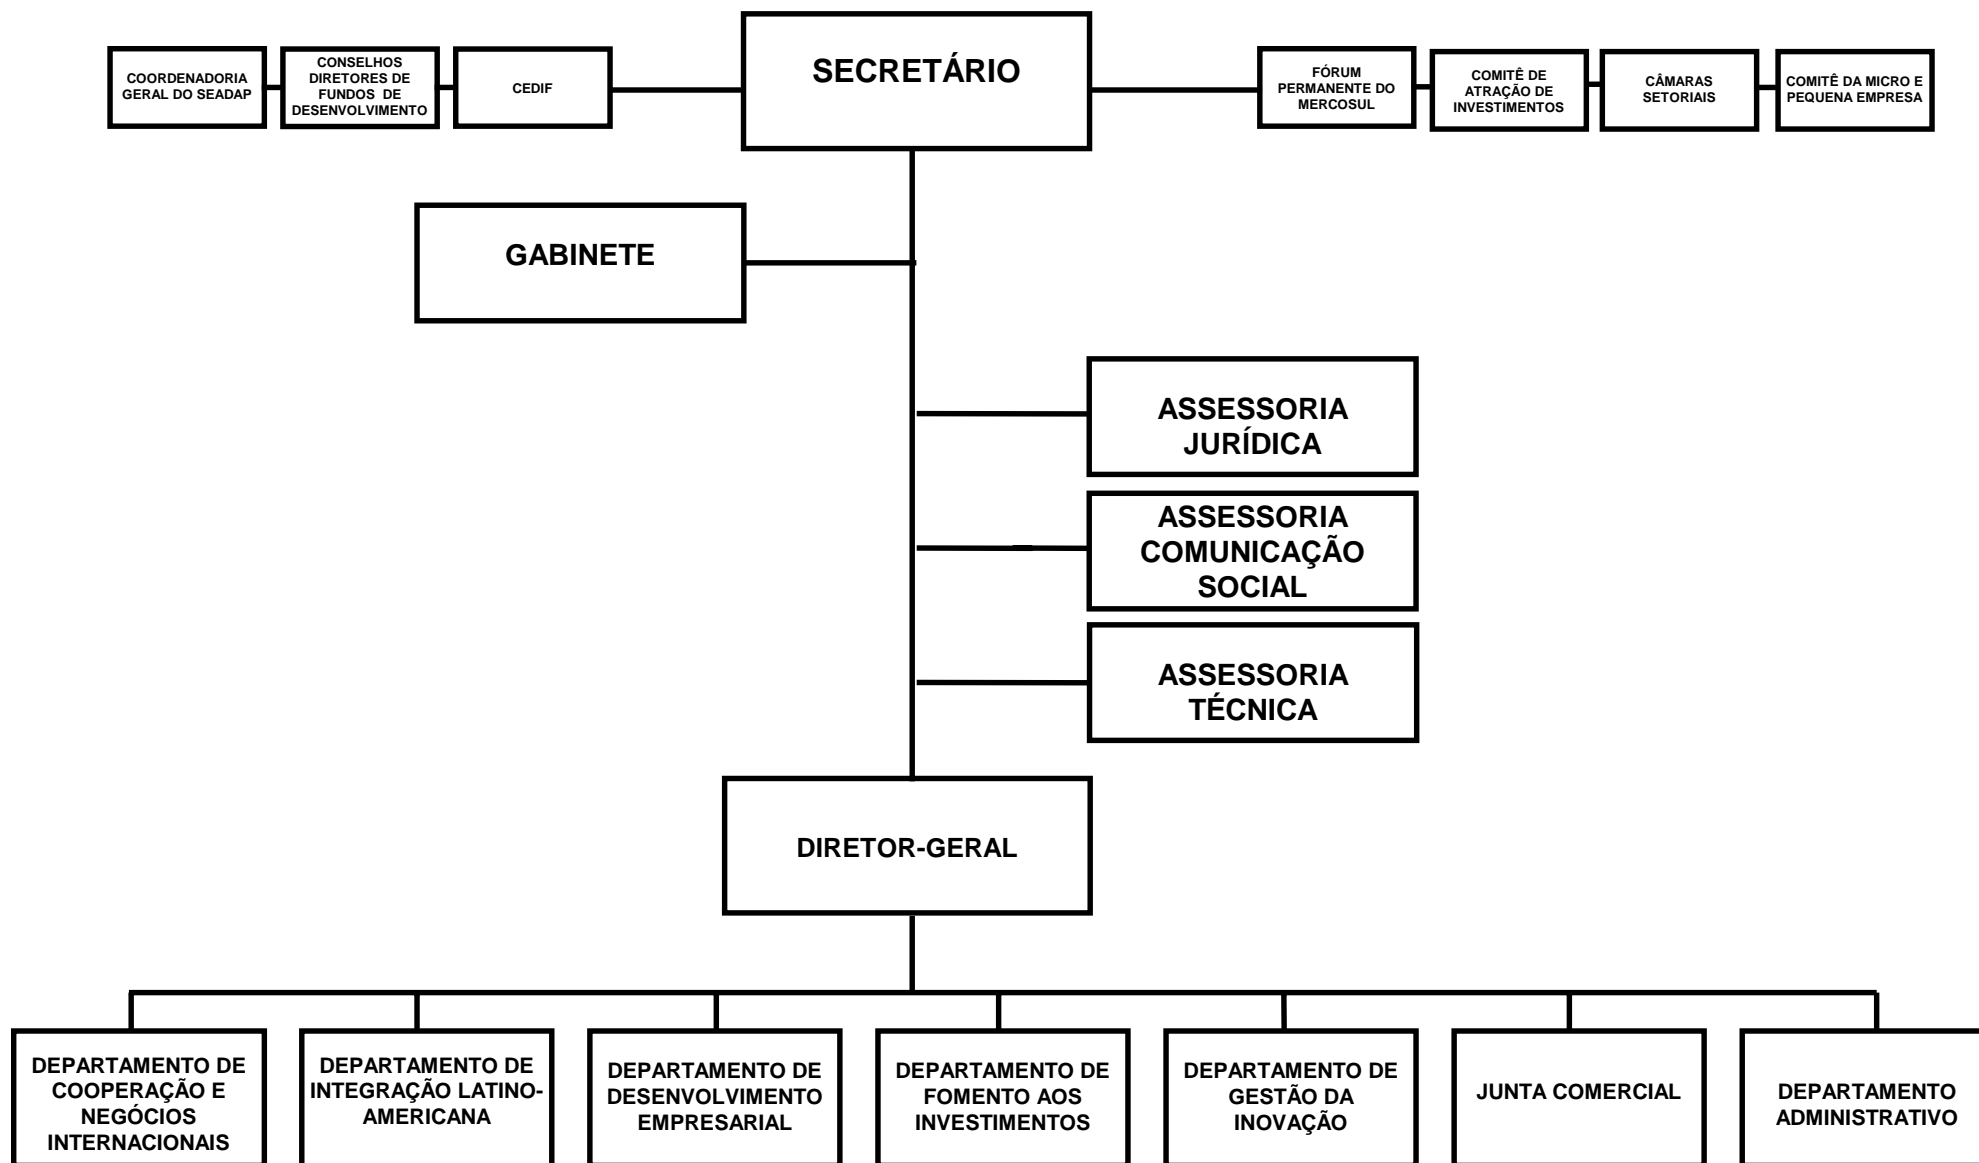 SECRETÁRIO
COORDENADORIA
GERAL DO SEADAP
CONSELHOS
DIRETORES DE
FUNDOS DE
DESENVOLVIMENTO
CEDIF
FÓRUM
PERMANENTE DO
MERCOSUL
COMITÊ DE
ATRAÇÃO DE
INVESTIMENTOS
CÂMARAS
SETORIAIS
COMITÊ DA MICRO E
PEQUENA EMPRESA
GABINETE
ASSESSORIA
JURÍDICA
ASSESSORIA
COMUNICAÇÃO
SOCIAL
ASSESSORIA
TÉCNICA
DIRETOR-GERAL
DEPARTAMENTO DE
COOPERAÇÃO E
NEGÓCIOS
INTERNACIONAIS
DEPARTAMENTO DE
INTEGRAÇÃO LATINO-
AMERICANA
DEPARTAMENTO DE
DESENVOLVIMENTO
EMPRESARIAL
DEPARTAMENTO DE
FOMENTO AOS
INVESTIMENTOS
DEPARTAMENTO DE
GESTÃO DA
INOVAÇÃO
JUNTA COMERCIAL
DEPARTAMENTO
ADMINISTRATIVO